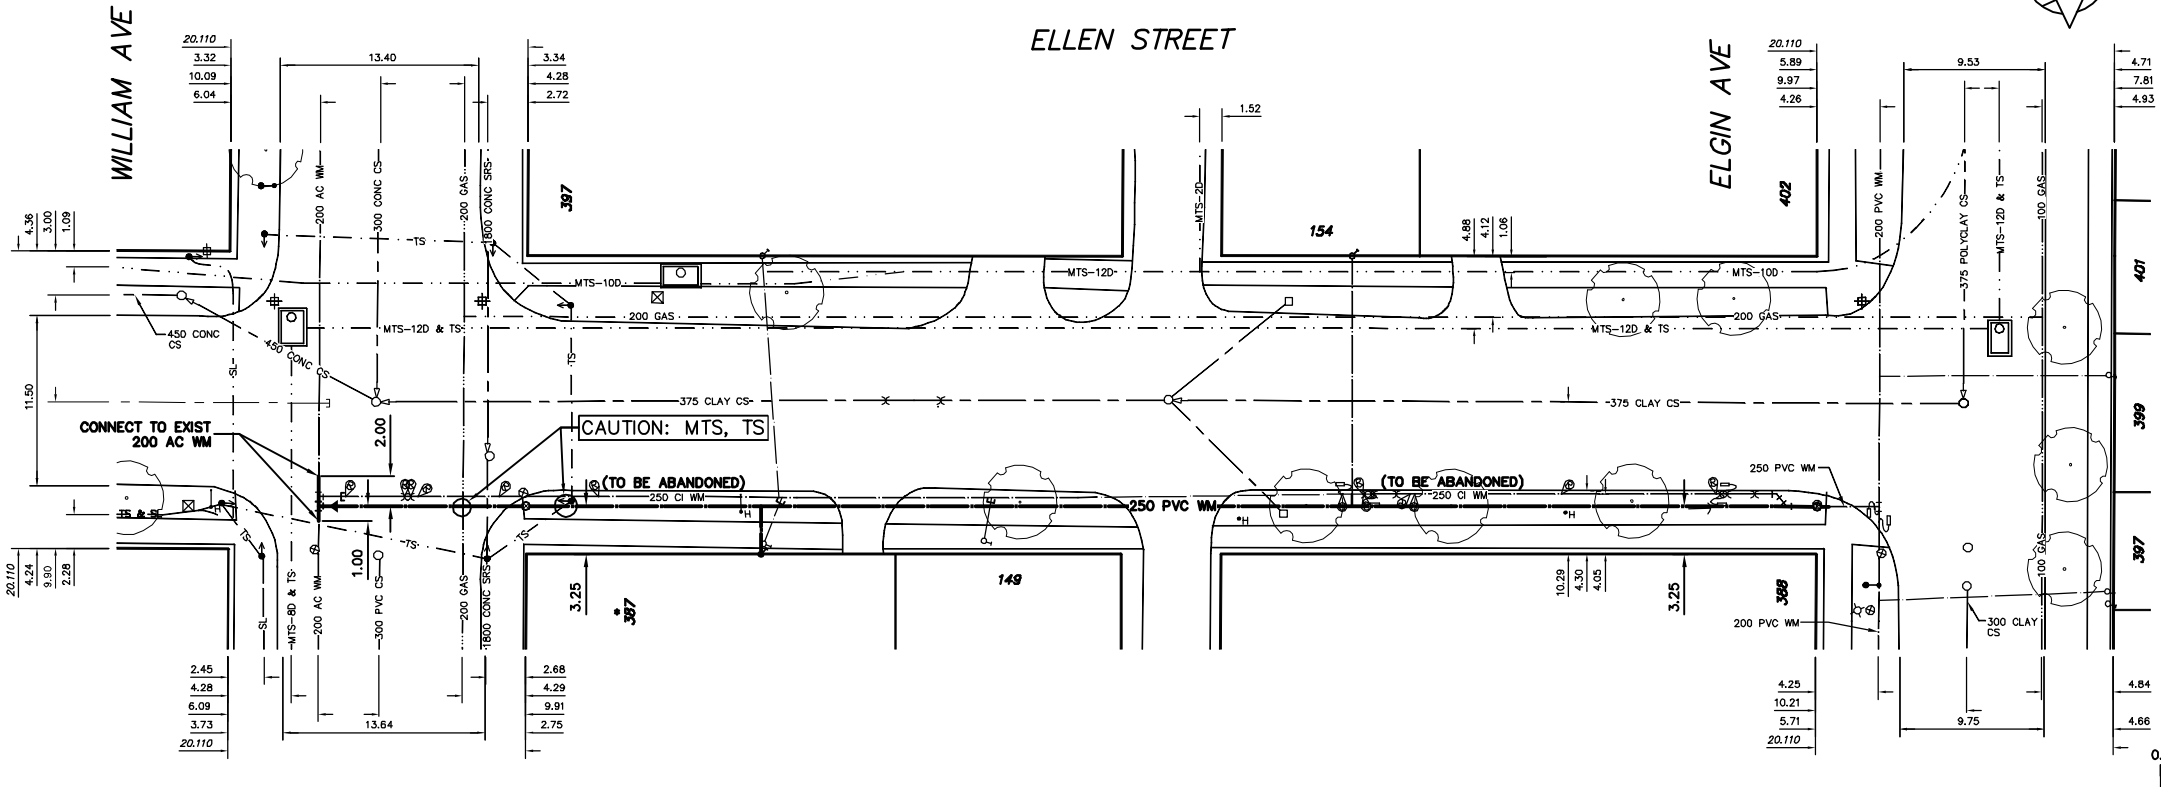 ELLEN STREET
WILLIAM AVE
ELGIN AVE
20.110
3.32
10.09
6.04
13.40
3.34
4.28
2.72
1.52
20.110
5.89
9.97
4.26
9.53
4.71
7.81
4.93
200 AC WM
300 CONC CS
200 GAS
1800 CONC SRS
397
MTS-2D
154
402
200 PVC WM
375 POLYCLAY CS
MTS-12D & TS
100 GAS
401
4.36
3.00
1.09
TS
4.88
4.12
1.06
MTS-10D
MTS-12D
MTS-10D
450 CONC
CS
450 CONC CS
MTS-12D & TS
200 GAS
MTS-12D & TS
200 GAS
SL
TS
11.50
375 CLAY CS
375 CLAY CS
399
CONNECT TO EXIST
200 AC WM
2.00
CAUTION: MTS, TS
(TO BE ABANDONED)
250 CI WM
(TO BE ABANDONED)
250 CI WM
250 PVC WM
250 PVC WM
TS & SL
H
H
H
H
TS
TS
TS
1.00
20.110
4.24
9.90
2.28
3.25
387
149
10.29
4.30
4.05
3.25
388
100 GAS
397
SL
MTS-8D & TS
200 AC WM
300 PVC CS
200 GAS
1800 CONC SRS
200 PVC WM
300 CLAY
CS
2.45
4.28
6.09
3.73
20.110
13.64
2.68
4.29
9.91
2.75
4.25
10.21
5.71
20.110
9.75
4.84
4.66